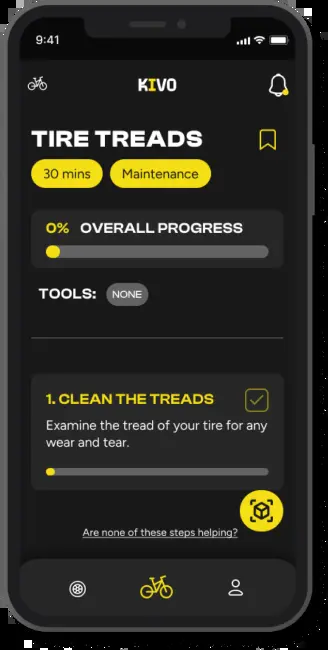 9:41
KIVO
TIRE TREADS
30 mins Maintenance
0% OVERALL PROGRESS
TOOLS: NONE
1. CLEAN THE TREADS
Examine the tread of your tire for any
wear and tear.
Are none of these steps helping?